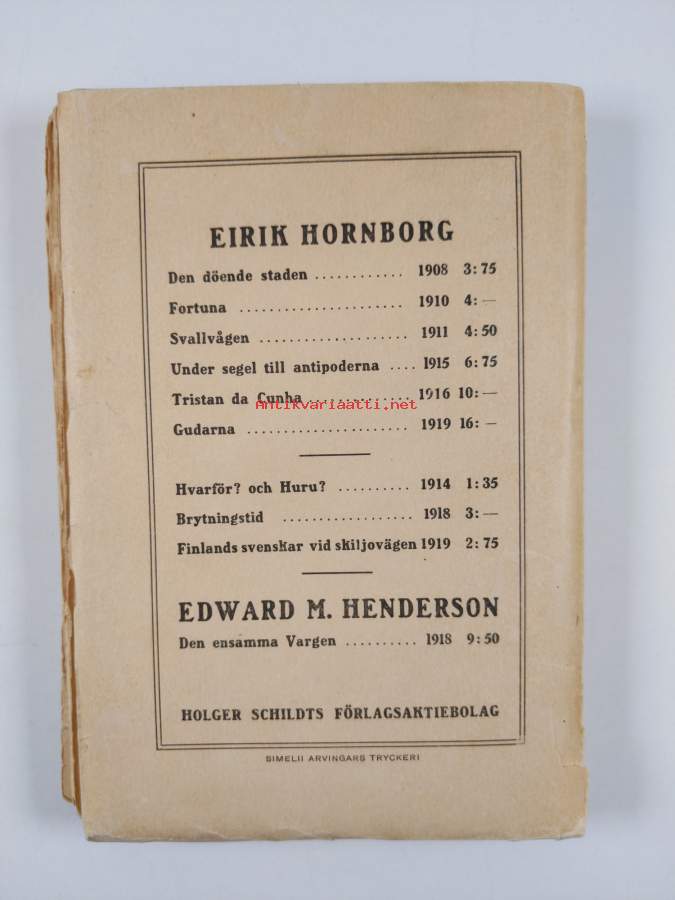 EIRIK HORNBORG
Den döende staden ............ 1908 3:75
Fortuna ...................... 1910 4:—
Svallvågen .................... 1911 4:50
Under segel till antipoderna .... 1915 6:75
Tristan da Cunha .............. 1916 10:—
Antikvariaatti.net
Gudarna ...................... 1919 16:—
Hvarför? och Huru? .......... 1914 1:35
Brytningstid .................. 1918 3:—
Finlands svenskar vid skiljovägen 1919 2:75
EDWARD M. HENDERSON
Den ensamma Vargen .......... 1918 9:50
HOLGER SCHILDTS FÖRLAGSAKTIEBOLAG
SIMELII ARVINGARS TRYCKERI